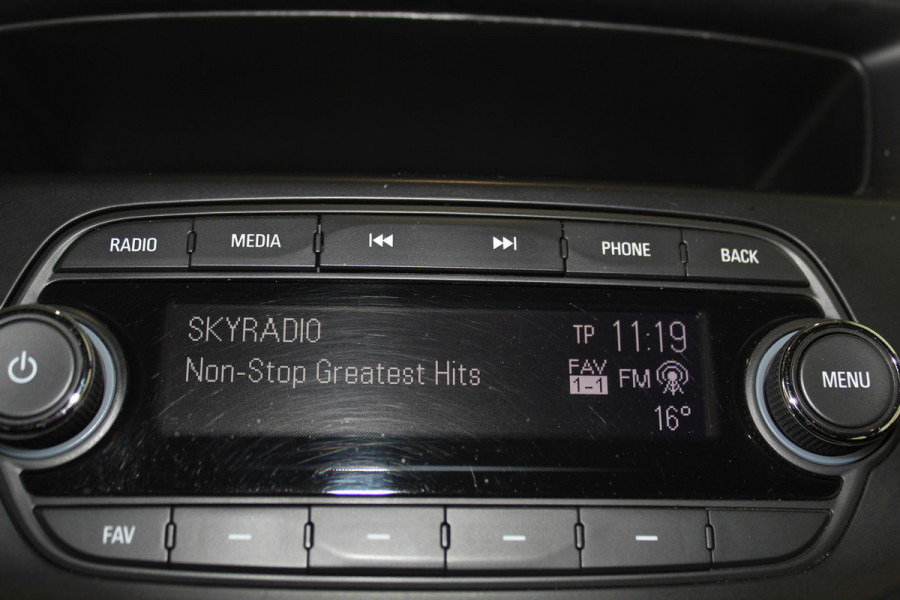 RADIO MEDIA PHONE BACK
SKYRADIO TP 11:19
Non-Stop Greatest Hits FAV 1-1 FM
16°
MENU
FAV